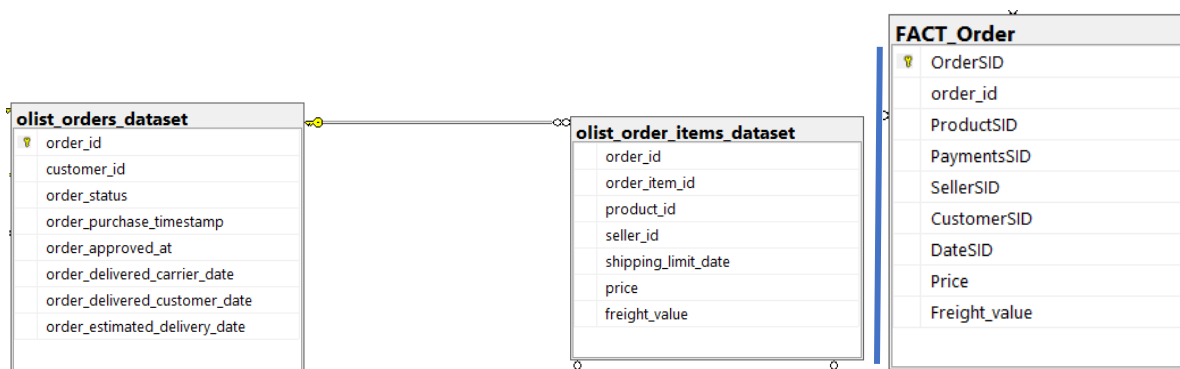 olist_orders_dataset
order_id
customer_id
order_status
order_purchase_timestamp
order_approved_at
order_delivered_carrier_date
order_delivered_customer_date
order_estimated_delivery_date
olist_order_items_dataset
order_id
order_item_id
product_id
seller_id
shipping_limit_date
price
freight_value
FACT_Order
OrderSID
order_id
ProductSID
PaymentsSID
SellerSID
CustomerSID
DateSID
Price
Freight_value